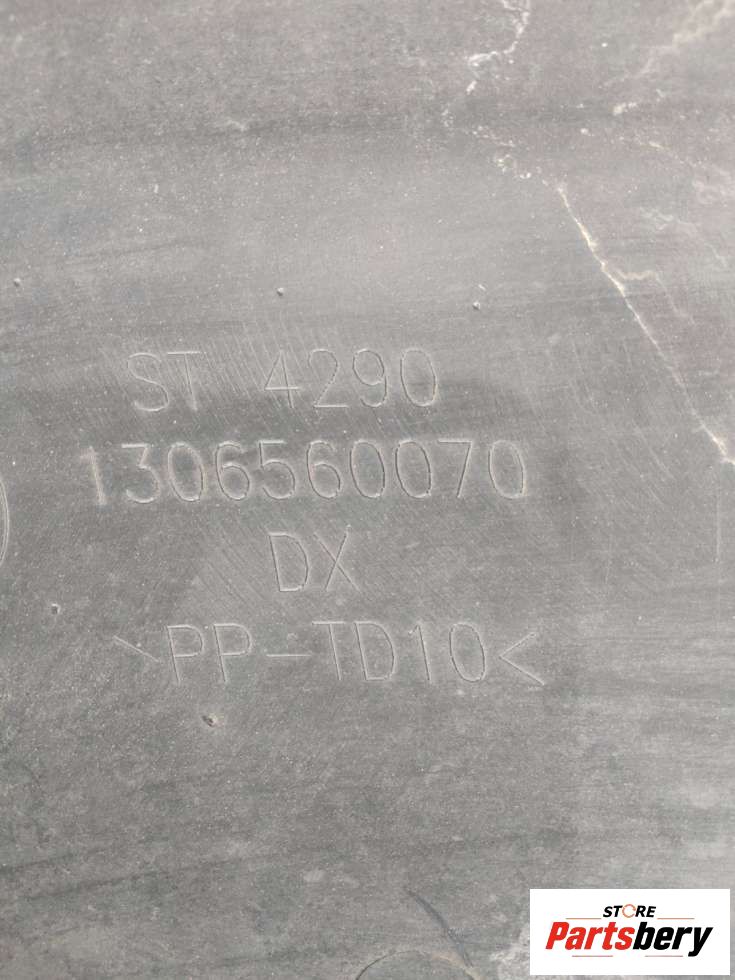 ST 4290
1306560070
DX
>PP-TD10<
STORE
Partsbery